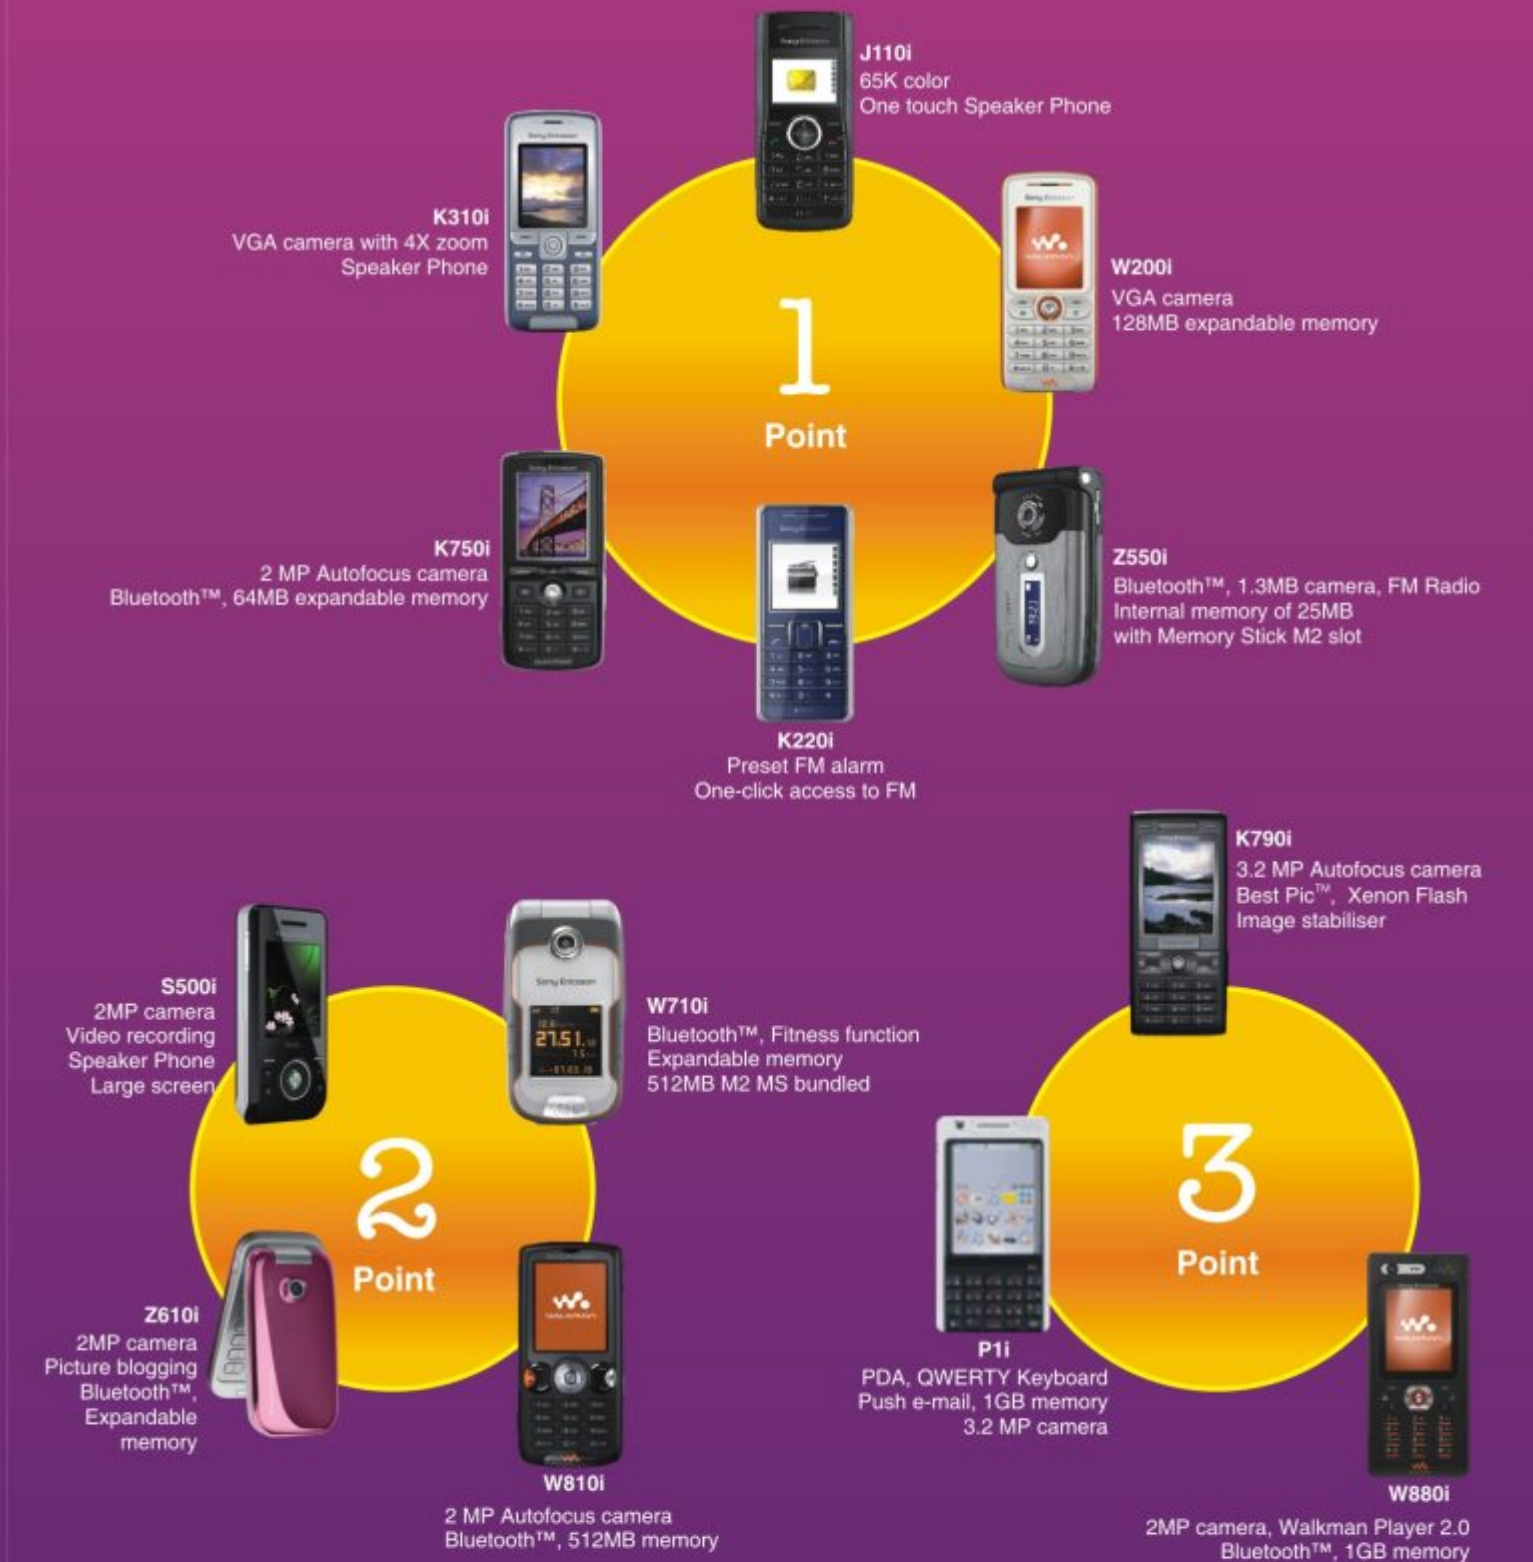 J110i
65K color
One touch Speaker Phone
K310i
VGA camera with 4X zoom
Speaker Phone
W200i
VGA camera
128MB expandable memory
1
Point
K750i
2 MP Autofocus camera
Bluetooth™, 64MB expandable memory
Z550i
Bluetooth™, 1.3MB camera, FM Radio
Internal memory of 25MB
with Memory Stick M2 slot
K220i
Preset FM alarm
One-click access to FM
K790i
3.2 MP Autofocus camera
Best Pic™, Xenon Flash
Image stabiliser
S500i
2MP camera
Video recording
Speaker Phone
Large screen
Sony Ericsson
27.51.
W710i
Bluetooth™, Fitness function
Expandable memory
512MB M2 MS bundled
2
Point
Z610i
2MP camera
Picture blogging
Bluetooth™,
Expandable
memory
W810i
2 MP Autofocus camera
Bluetooth™, 512MB memory
3
Point
P1i
PDA, QWERTY Keyboard
Push e-mail, 1GB memory
3.2 MP camera
W880i
2MP camera, Walkman Player 2.0
Bluetooth™, 1GB memory